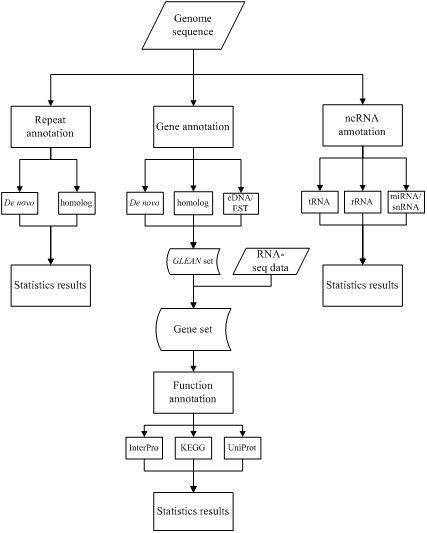 Genome
sequence
Repeat
annotation
Gene annotation
ncRNA
annotation
De novo
homolog
De novo
homolog
cDNA/
EST
tRNA
rRNA
miRNA/
snRNA
GLEAN set
RNA-
seq data
Statistics results
Statistics results
Gene set
Function
annotation
InterPro
KEGG
UniProt
Statistics results